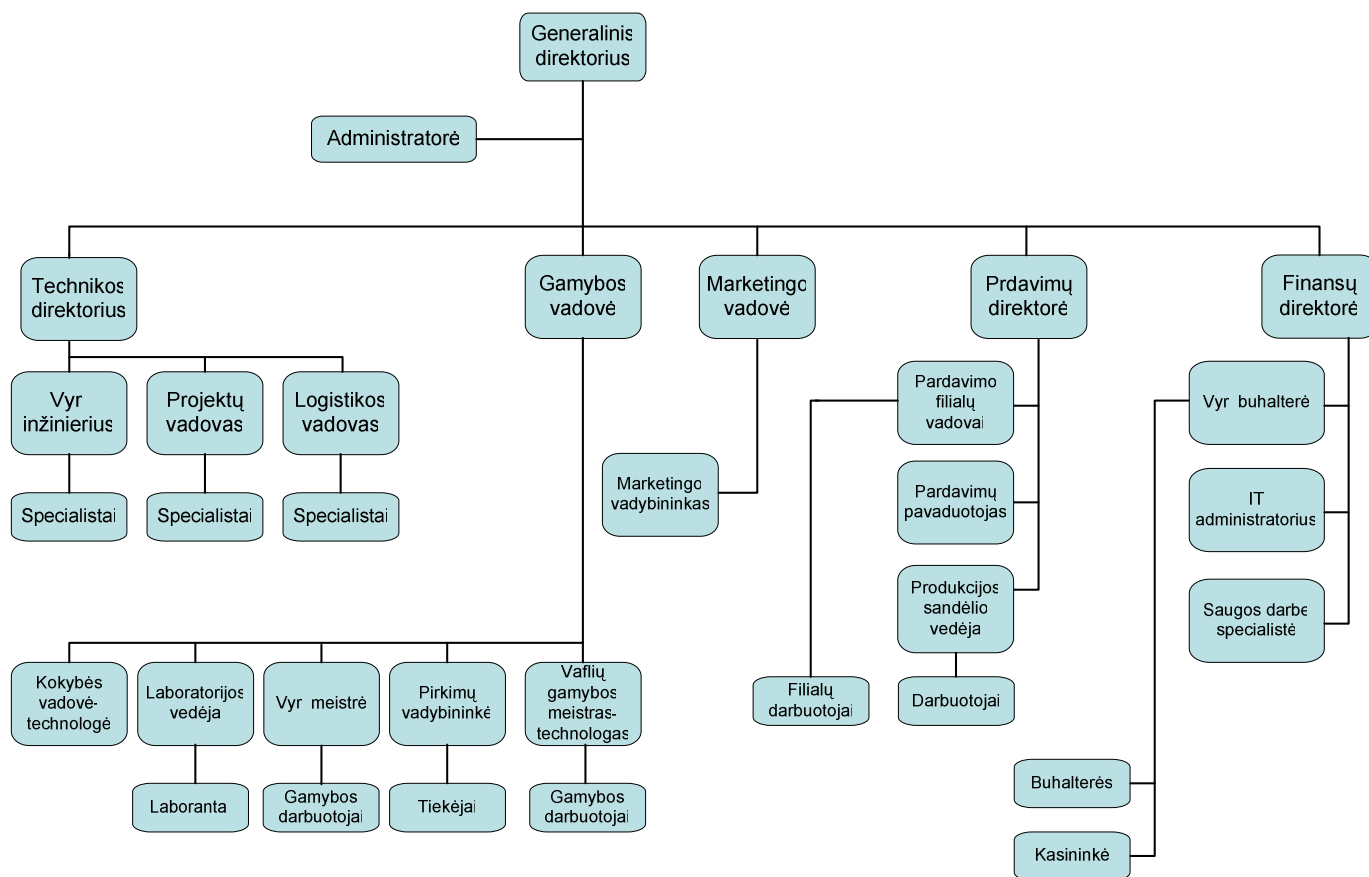 Generalinis
direktorius
Administratorė
Technikos
direktorius
Gamybos
vadovė
Marketingo
vadovė
Prdavimų
direktorė
Finansų
direktorė
Vyr inžinierius
Projektų
vadovas
Logistikos
vadovas
Pardavimo
filialų
vadovai
Vyr buhalterė
Specialistai
Specialistai
Specialistai
Marketingo
vadybininkas
Pardavimų
pavaduotojas
IT
administratorius
Produkcijos
sandėlio
vedėja
Saugos darbe
specialistė
Kokybės
vadovė-
technologė
Laboratorijos
vedėja
Vyr meistrė
Pirkimų
vadybininkė
Vaflių
gamybos
meistras-
technologas
Filialų
darbuotojai
Darbuotojai
Laboranta
Gamybos
darbuotojai
Tiekėjai
Gamybos
darbuotojai
Buhalterės
Kasininkė